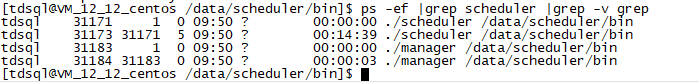 [tdsql@VM_12_12_centos /data/scheduler/bin]$ ps -ef |grep scheduler |grep -v grep
tdsql 31171 1 0 09:50 ? 00:00:00 ./scheduler /data/scheduler/bin
tdsql 31173 31171 5 09:50 ? 00:14:39 ./scheduler /data/scheduler/bin
tdsql 31183 1 0 09:50 ? 00:00:00 ./manager /data/scheduler/bin
tdsql 31184 31183 0 09:50 ? 00:00:03 ./manager /data/scheduler/bin
[tdsql@VM_12_12_centos /data/scheduler/bin]$